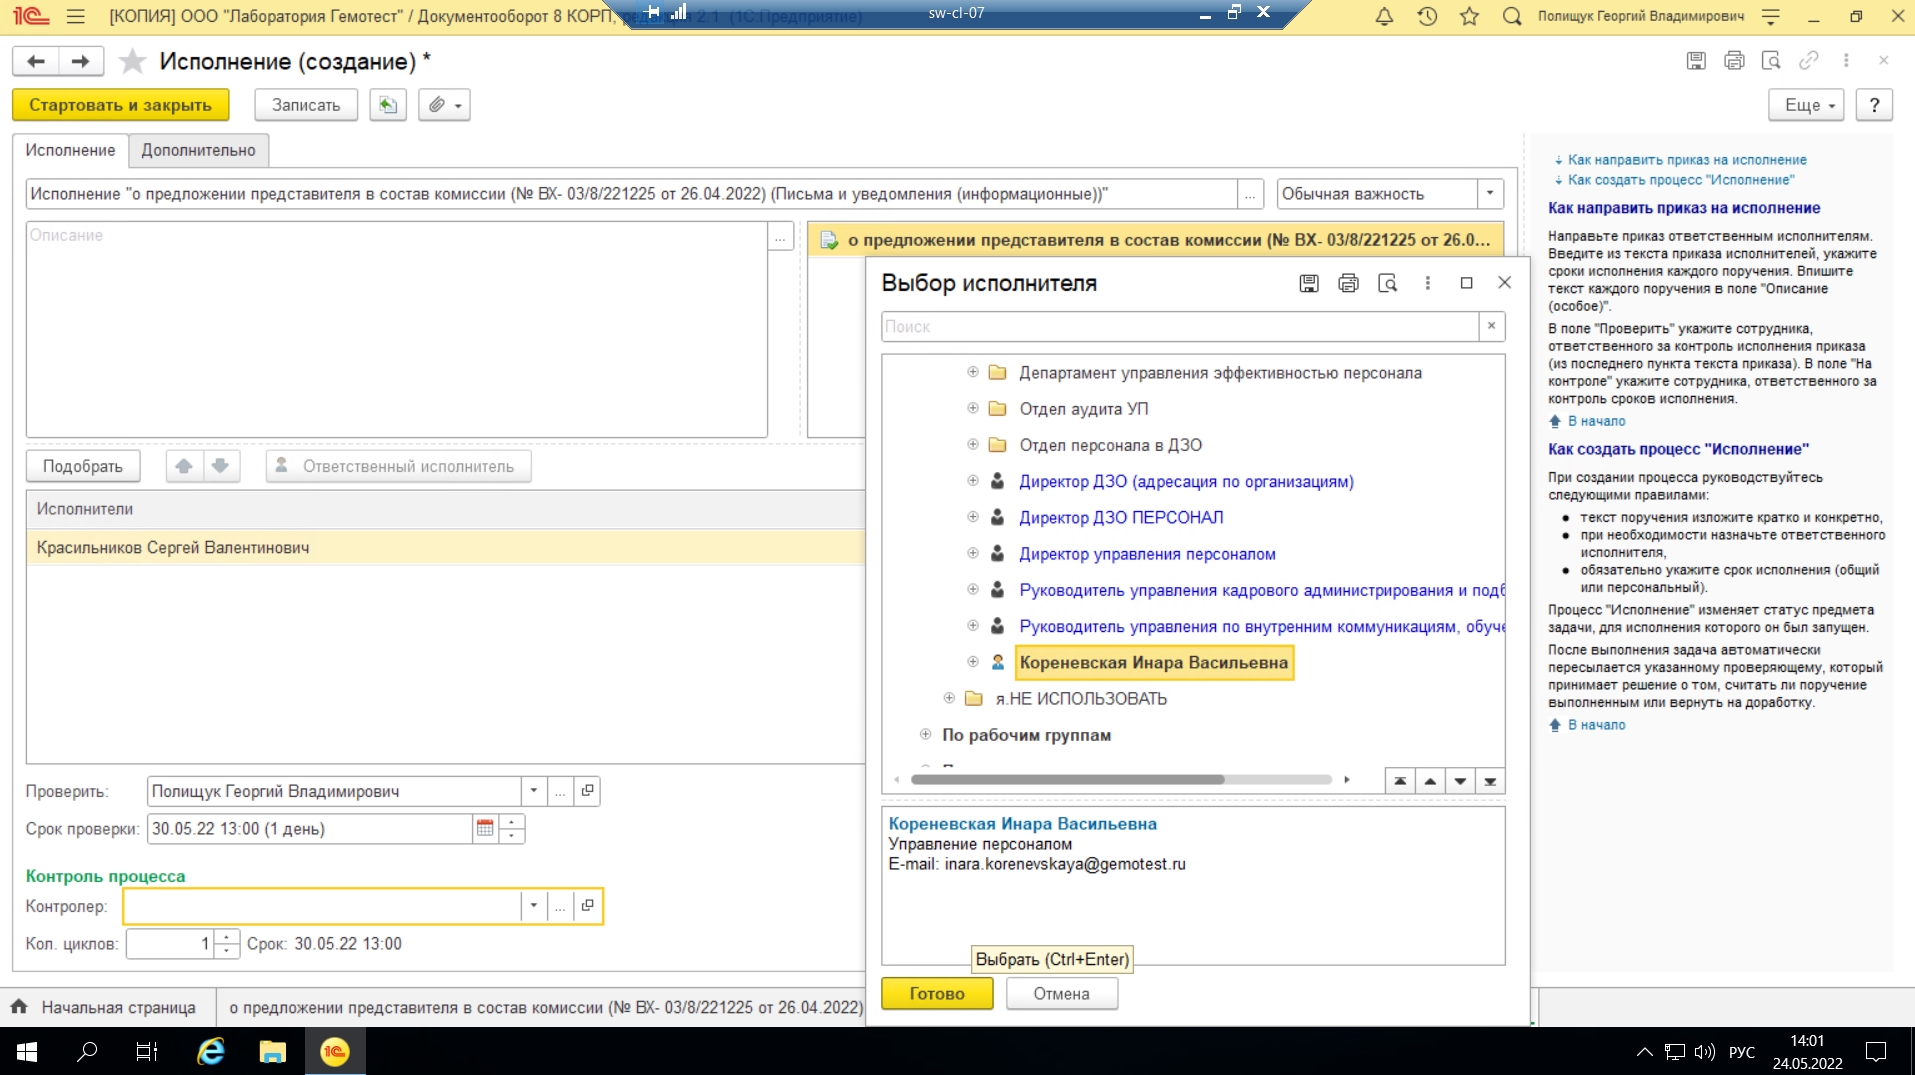 [КОПИЯ] ООО "Лаборатория Гемотест" / Документооборот 8 КОРП, редакция 2.1 (1С:Предприятие)
sw-cl-07
Полищук Георгий Владимирович
Исполнение (создание) *
Стартовать и закрыть
Записать
Еще
?
Исполнение
Дополнительно
Исполнение "о предложении представителя в состав комиссии (№ ВХ- 03/8/221225 от 26.04.2022) (Письма и уведомления (информационные))"
...
Обычная важность
Описание
...
о предложении представителя в состав комиссии (№ ВХ- 03/8/221225 от 26.0...
Подобрать
Ответственный исполнитель
Исполнители
Красильников Сергей Валентинович
Проверить:
Полищук Георгий Владимирович
...
Срок проверки:
30.05.22 13:00 (1 день)
Контроль процесса
Контролер:
...
Кол. циклов:
1
Срок: 30.05.22 13:00
Выбор исполнителя
Поиск
×
Департамент управления эффективностью персонала
Отдел аудита УП
Отдел персонала в ДЗО
Директор ДЗО (адресация по организациям)
Директор ДЗО ПЕРСОНАЛ
Директор управления персоналом
Руководитель управления кадрового администрирования и подб
Руководитель управления по внутренним коммуникациям, обуче
Кореневская Инара Васильевна
я.НЕ ИСПОЛЬЗОВАТЬ
По рабочим группам
Кореневская Инара Васильевна
Управление персоналом
E-mail: inara.korenevskaya@gemotest.ru
Выбрать (Ctrl+Enter)
Готово
Отмена
Как направить приказ на исполнение
Как создать процесс "Исполнение"
Как направить приказ на исполнение
Направьте приказ ответственным исполнителям.
Введите из текста приказа исполнителей, укажите
сроки исполнения каждого поручения. Впишите
текст каждого поручения в поле "Описание
(особое)".
В поле "Проверить" укажите сотрудника,
ответственного за контроль исполнения приказа
(из последнего пункта текста приказа). В поле "На
контроле" укажите сотрудника, ответственного за
контроль сроков исполнения.
В начало
Как создать процесс "Исполнение"
При создании процесса руководствуйтесь
следующими правилами:
● текст поручения изложите кратко и конкретно,
● при необходимости назначьте ответственного
исполнителя,
● обязательно укажите срок исполнения (общий
или персональный).
Процесс "Исполнение" изменяет статус предмета
задачи, для исполнения которого он был запущен.
После выполнения задача автоматически
пересылается указанному проверяющему, который
принимает решение о том, считать ли поручение
выполненным или вернуть на доработку.
В начало
Начальная страница
о предложении представителя в состав комиссии (№ ВХ- 03/8/221225 от 26.04.2022)
РУС
14:01
24.05.2022